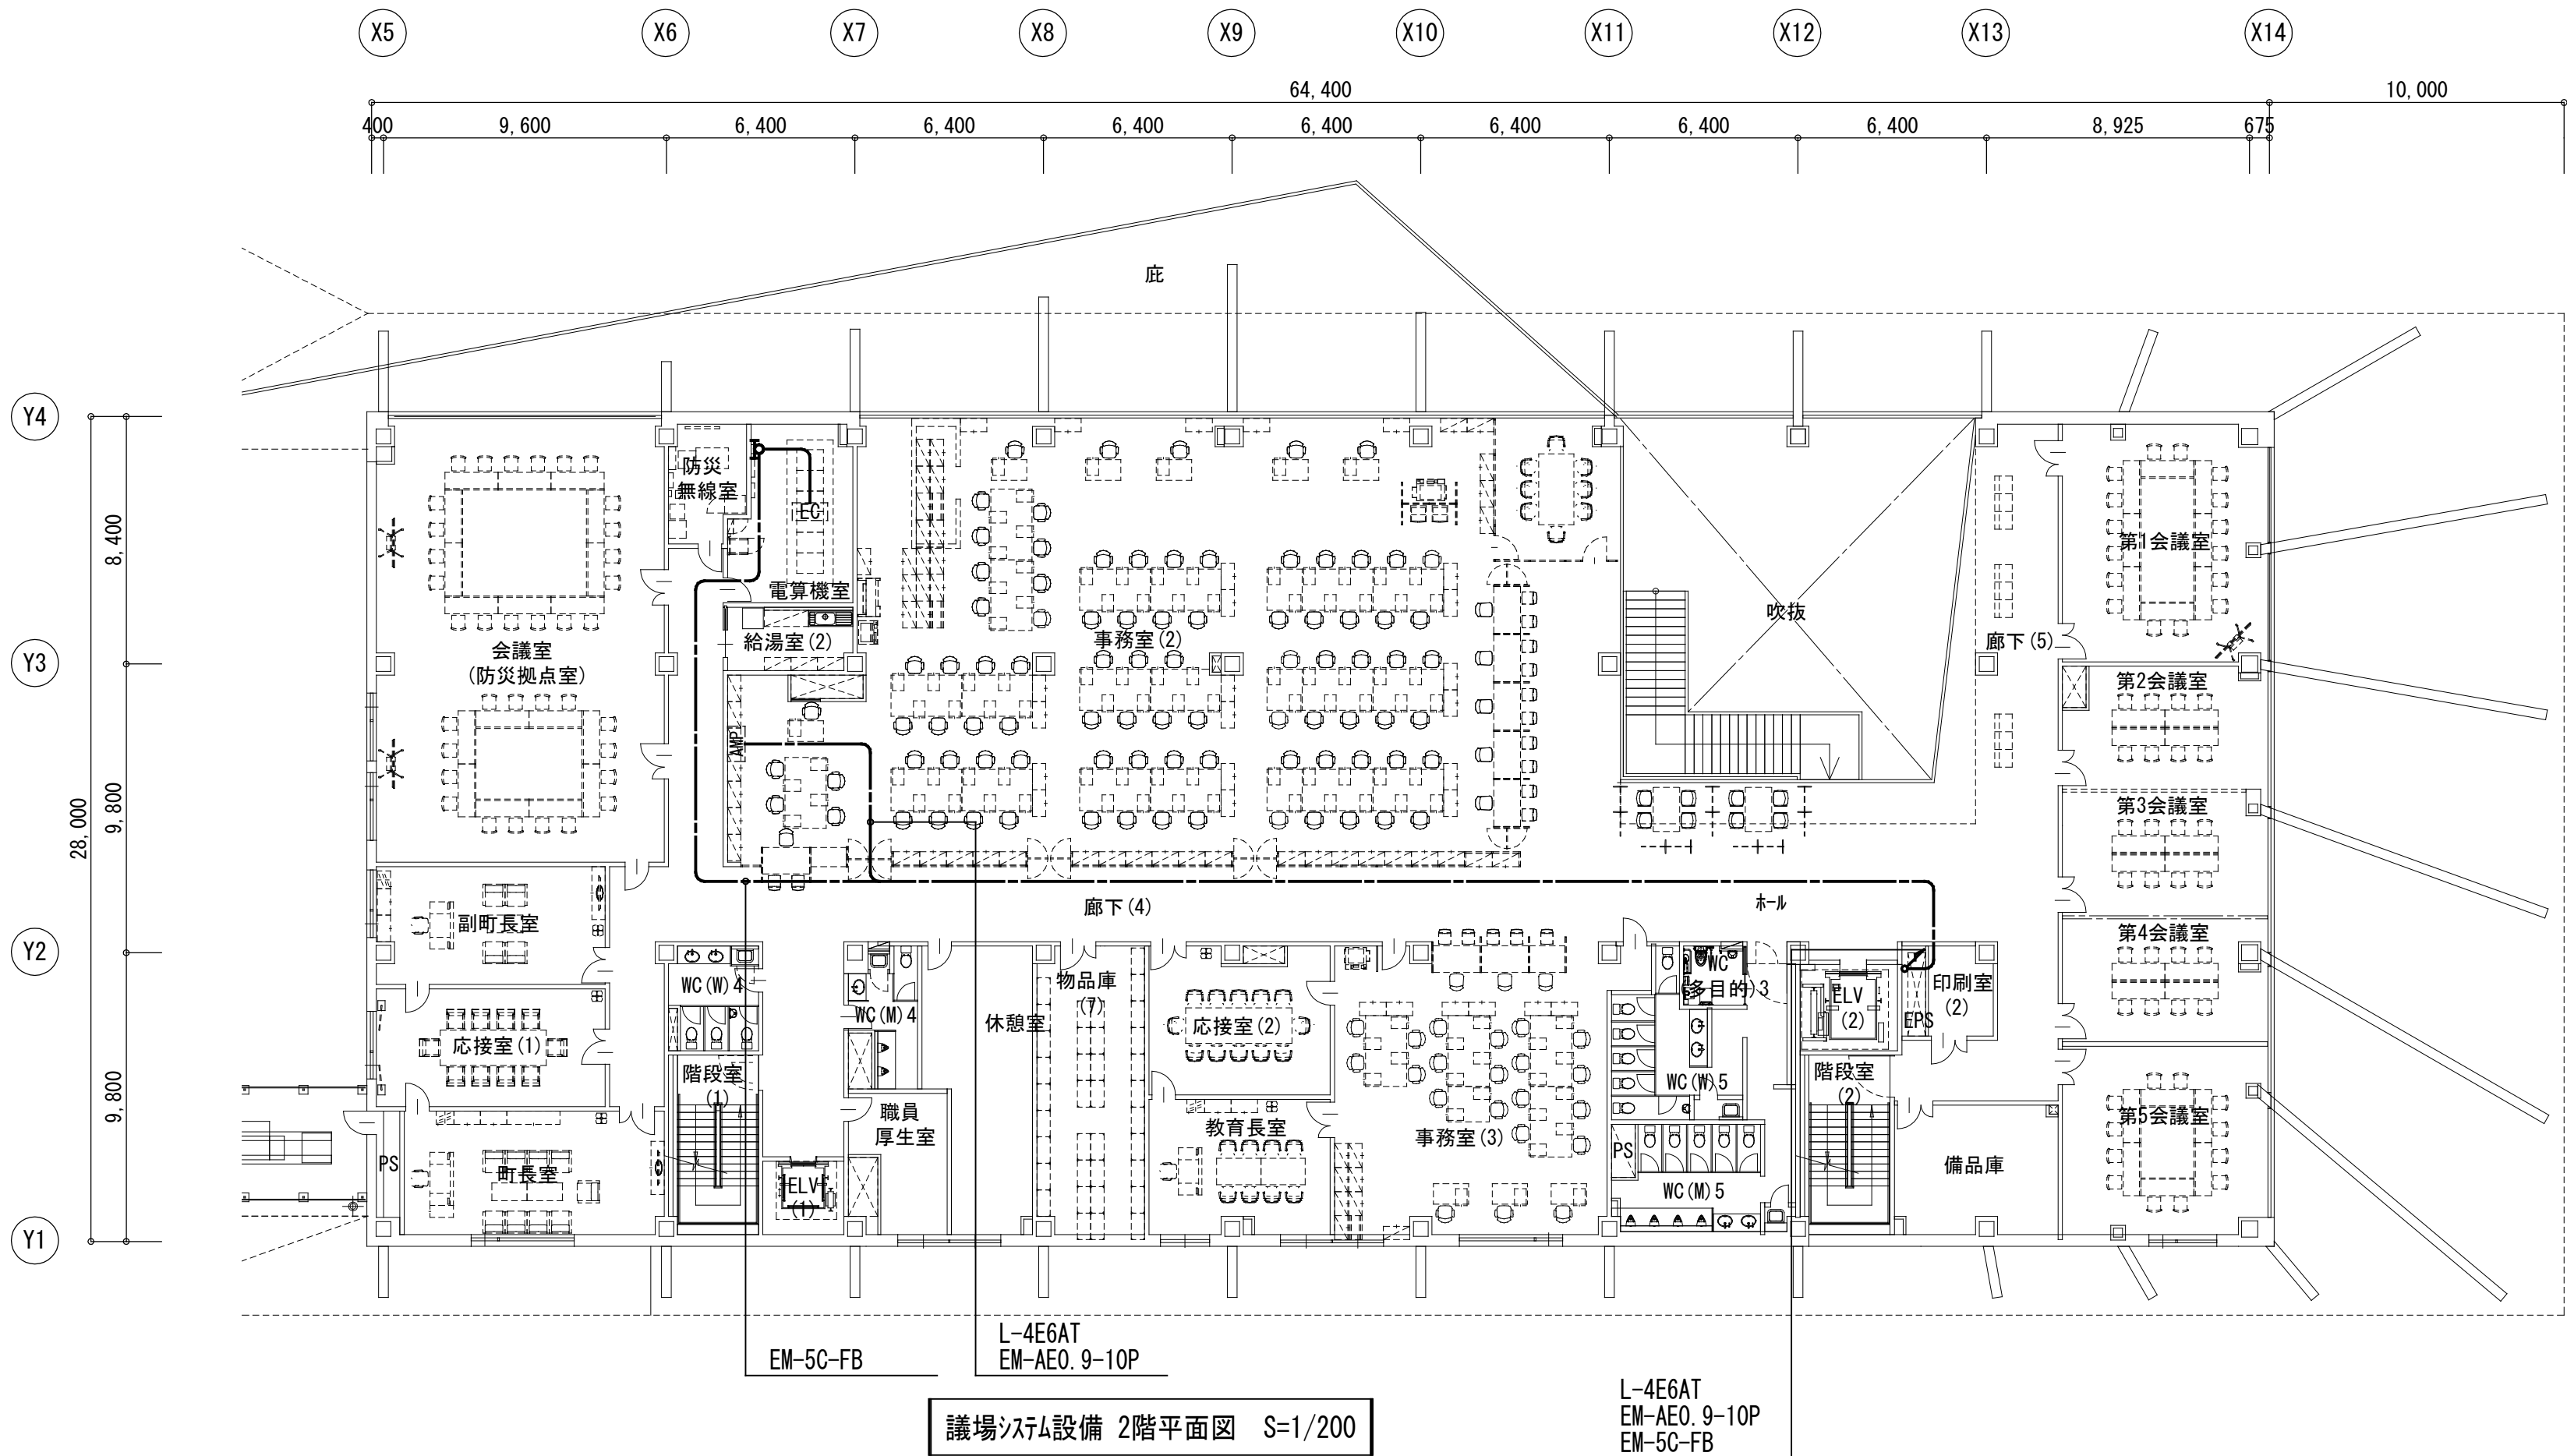 X5 X6 X7 X8 X9 X10 X11 X12 X13 X14
64,400 10,000
400 9,600 6,400 6,400 6,400 6,400 6,400 6,400 6,400 8,925 675
庇
Y4
Y3
Y2
Y1
28,000
8,400
9,800
9,800
防災
無線室
EC
電算機室
給湯室(2)
会議室
(防災拠点室)
AMP
事務室(2)
吹抜
廊下(5)
第1会議室
第2会議室
第3会議室
第4会議室
第5会議室
副町長室
応接室(1)
町長室
PS
廊下(4)
ホール
WC(W)4
階段室
(1)
ELV
(1)
WC(M)4
職員
厚生室
休憩室
物品庫
(7)
応接室(2)
教育長室
事務室(3)
WC
(多目的)3
WC(W)5
PS
WC(M)5
ELV
(2)
EPS
印刷室
(2)
階段室
(2)
備品庫
EM-5C-FB
L-4E6AT
EM-AE0.9-10P
L-4E6AT
EM-AE0.9-10P
EM-5C-FB
議場システム設備 2階平面図 S=1/200